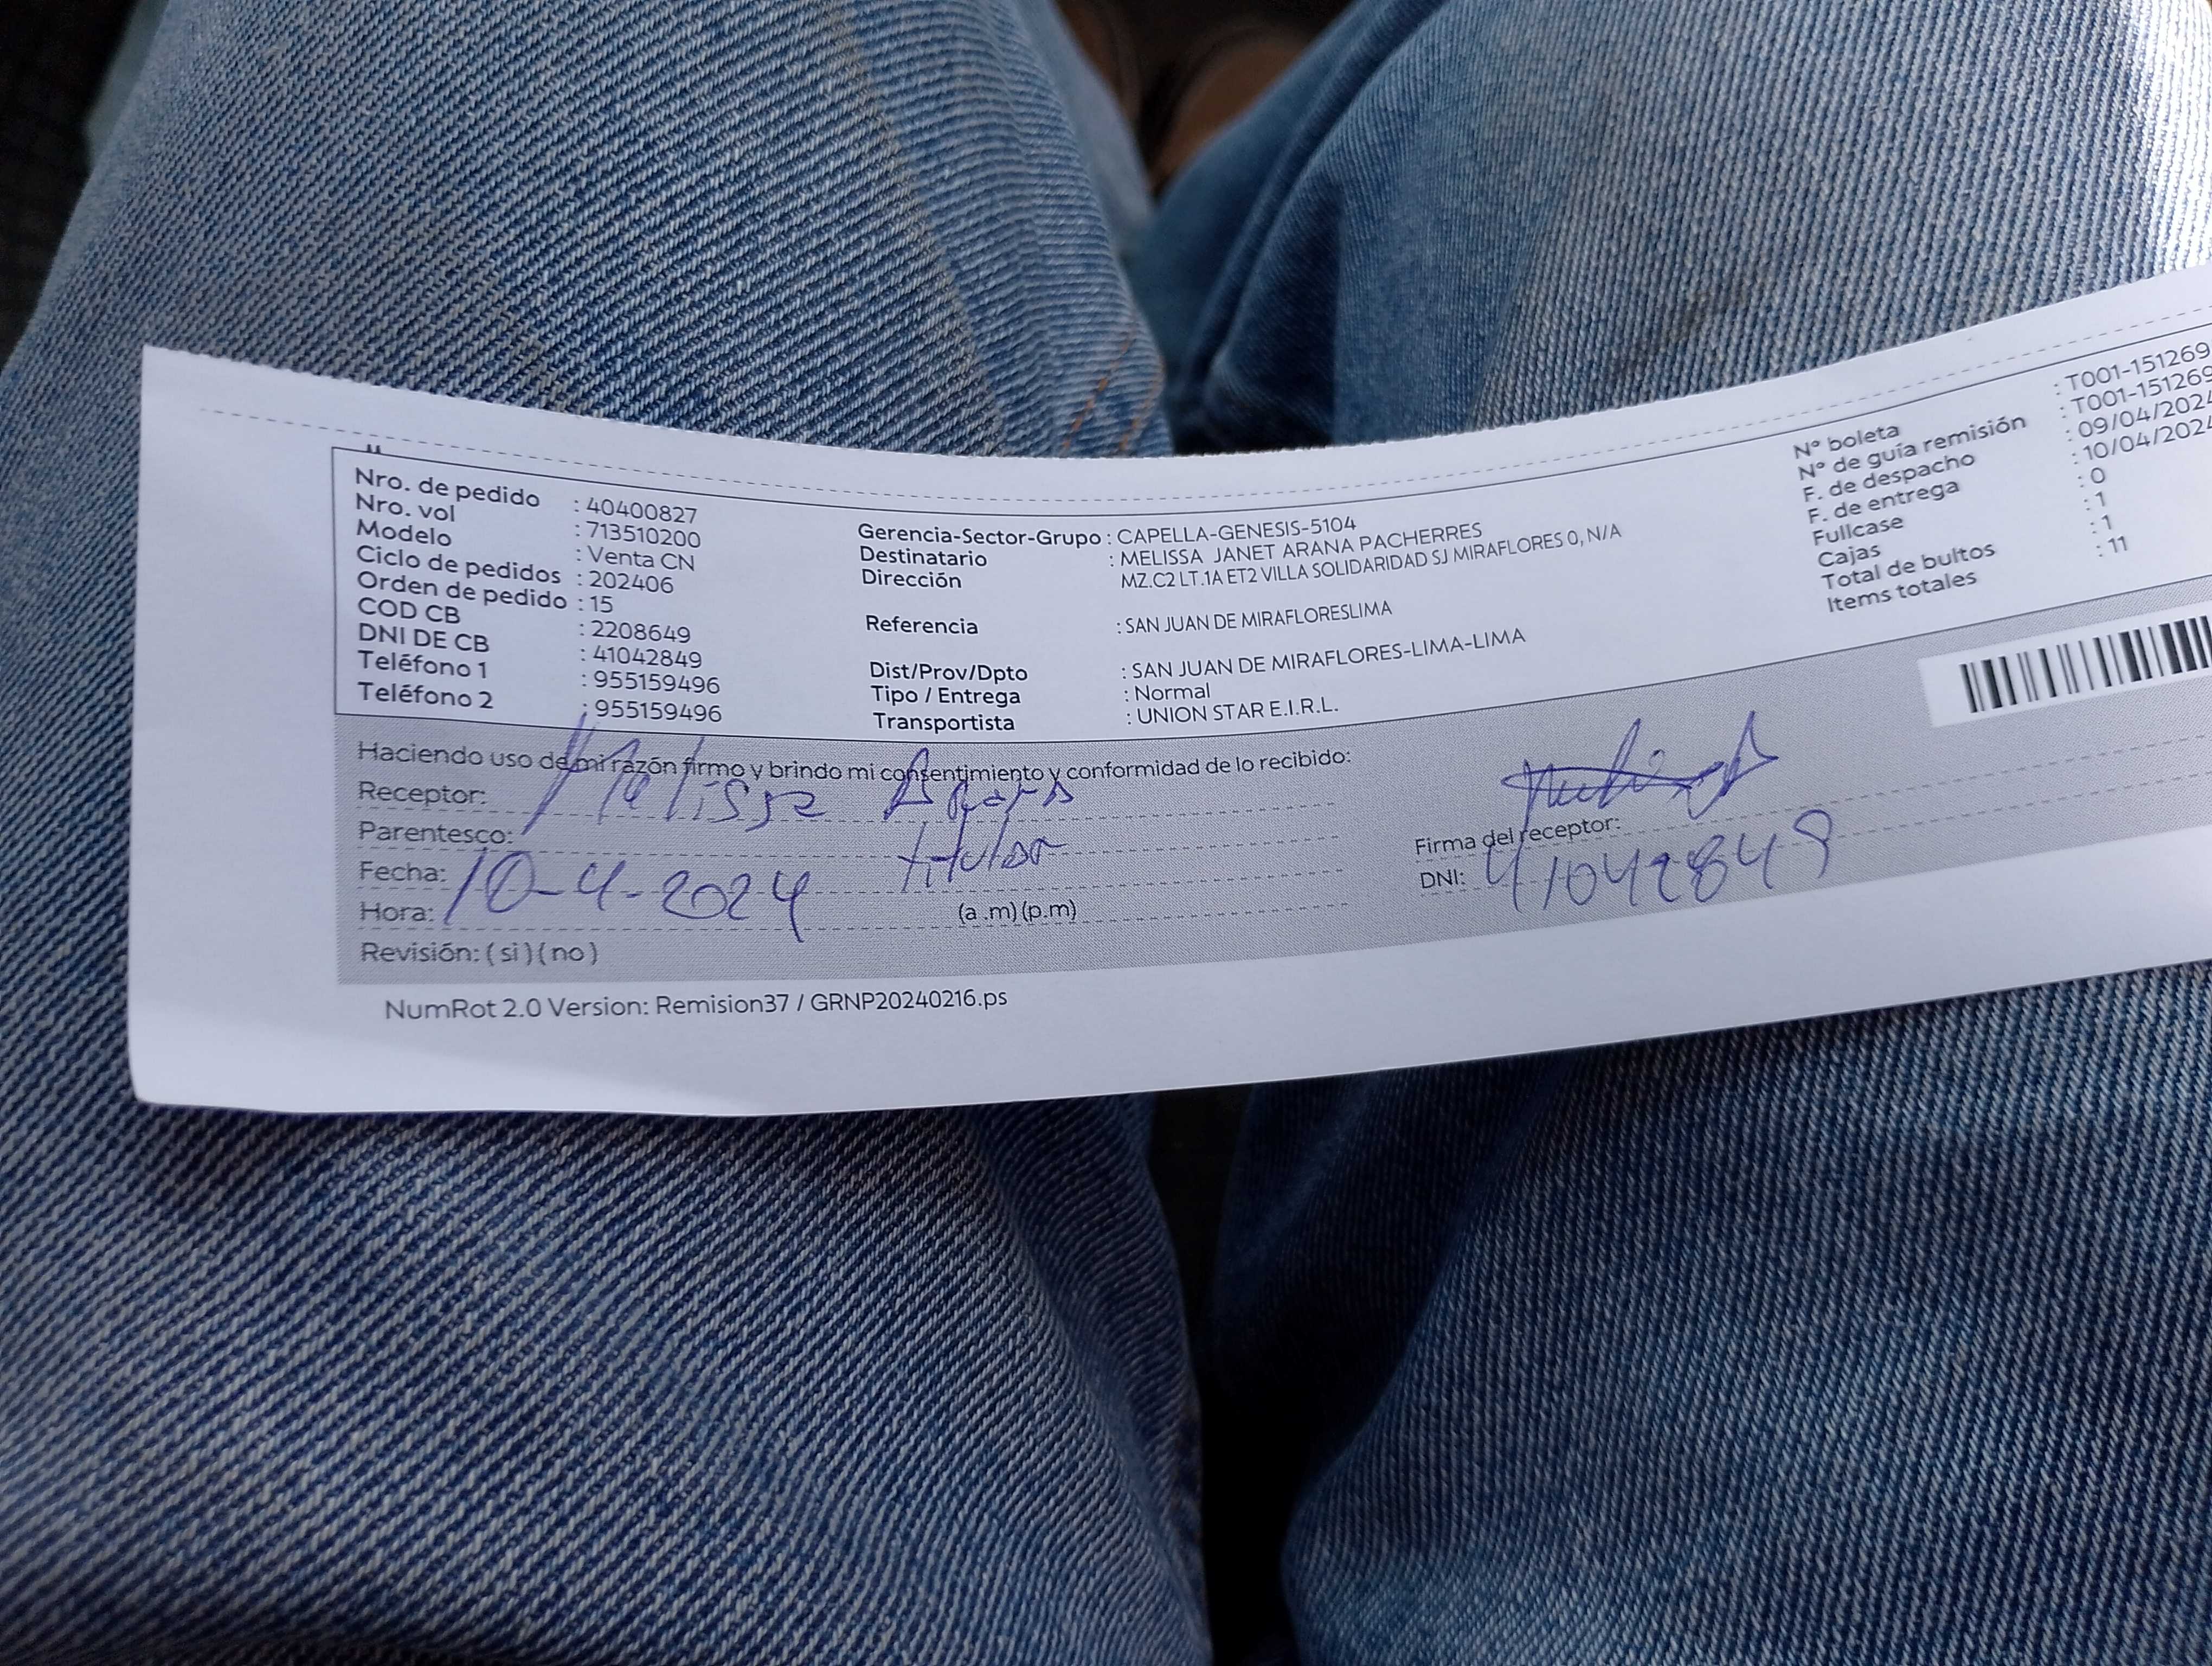 Nro. de pedido : 40400827
Nro. vol : 713510200
Modelo : Venta CN
Ciclo de pedidos : 202406
Orden de pedido : 15
COD CB : 2208649
DNI DE CB : 41042849
Teléfono 1 : 955159496
Teléfono 2 : 955159496
Gerencia-Sector-Grupo : CAPELLA-GENESIS-5104
Destinatario : MELISSA JANET ARANA PACHERRES
Dirección MZ.C2 LT.1A ET2 VILLA SOLIDARIDAD SJ MIRAFLORES 0, N/A
Referencia : SAN JUAN DE MIRAFLORESLIMA
Dist/Prov/Dpto : SAN JUAN DE MIRAFLORES-LIMA-LIMA
Tipo / Entrega : Normal
Transportista : UNION STAR E.I.R.L.
N° boleta : T001-151269
N° de guía remisión : T001-151269
F. de despacho : 09/04/2024
F. de entrega : 10/04/2024
Fullcase : 0
Cajas : 1
Total de bultos : 1
Items totales : 11
Haciendo uso de mi razón firmo y brindo mi consentimiento y conformidad de lo recibido:
Receptor: Melissa Arana
Parentesco: titular
Fecha: 10-4-2024
Hora: (a .m) (p.m)
Revisión: ( si ) ( no )
Firma del receptor:
DNI: 41042849
NumRot 2.0 Version: Remision37 / GRNP20240216.ps